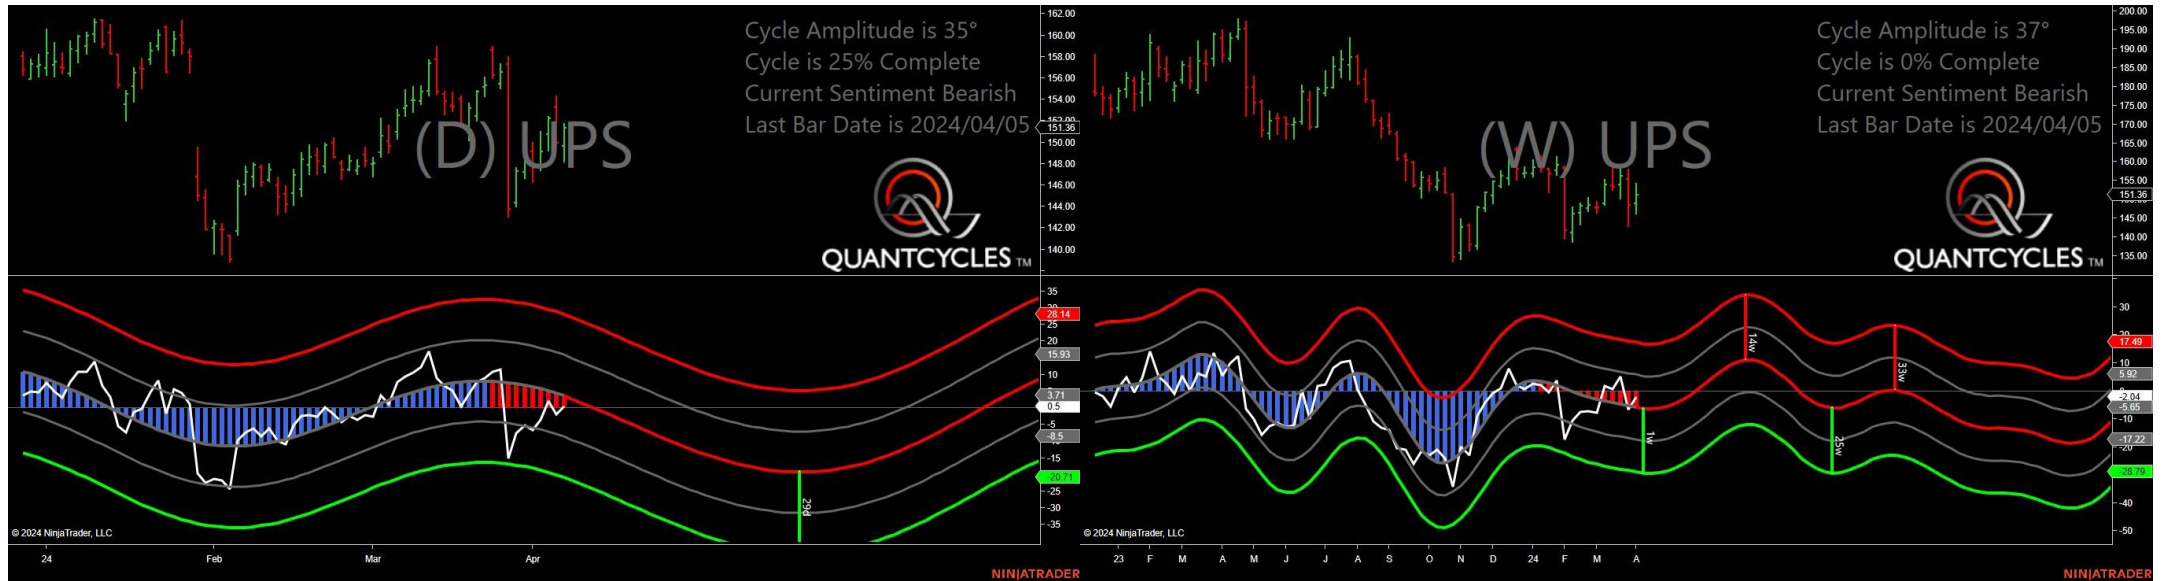 Cycle Amplitude is 35°
Cycle is 25% Complete
Current Sentiment Bearish
Last Bar Date is 2024/04/05
(D) UPS
QUANTCYCLES TM
162.00
160.00
158.00
156.00
154.00
152.00
151.36
150.00
148.00
146.00
144.00
142.00
140.00
35
28.14
25
20
15.93
10
3.71
0.5
-5
-8.5
-15
-20.71
-25
-30
-35
29d
© 2024 NinjaTrader, LLC
24 Feb Mar Apr
NINJATRADER
Cycle Amplitude is 37°
Cycle is 0% Complete
Current Sentiment Bearish
Last Bar Date is 2024/04/05
(W) UPS
QUANTCYCLES TM
200.00
195.00
190.00
185.00
180.00
175.00
170.00
165.00
160.00
155.00
151.36
145.00
140.00
135.00
30
17.49
10
5.92
-2.04
-5.65
-10
-17.22
-20
-28.79
-40
-50
1w
14w
25w
33w
© 2024 NinjaTrader, LLC
23 F M A M J J A S O N D 24 F M A
NINJATRADER